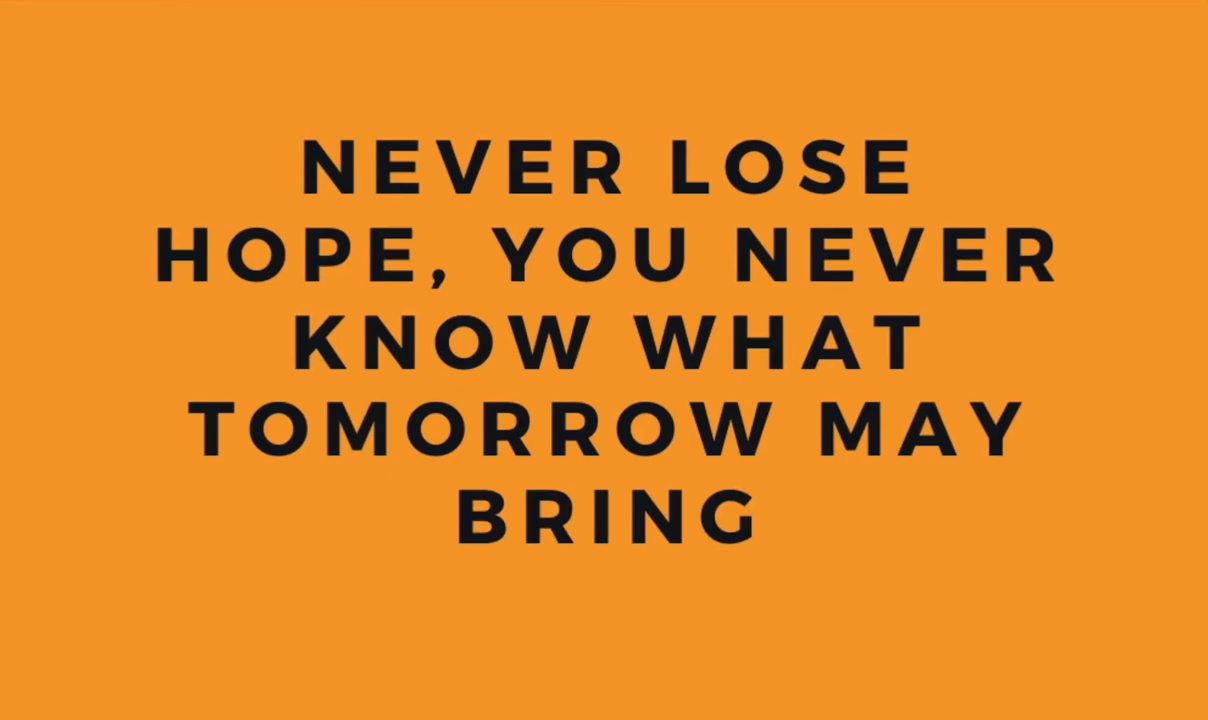 NEVER LOSE
HOPE, YOU NEVER
KNOW WHAT
TOMORROW MAY
BRING